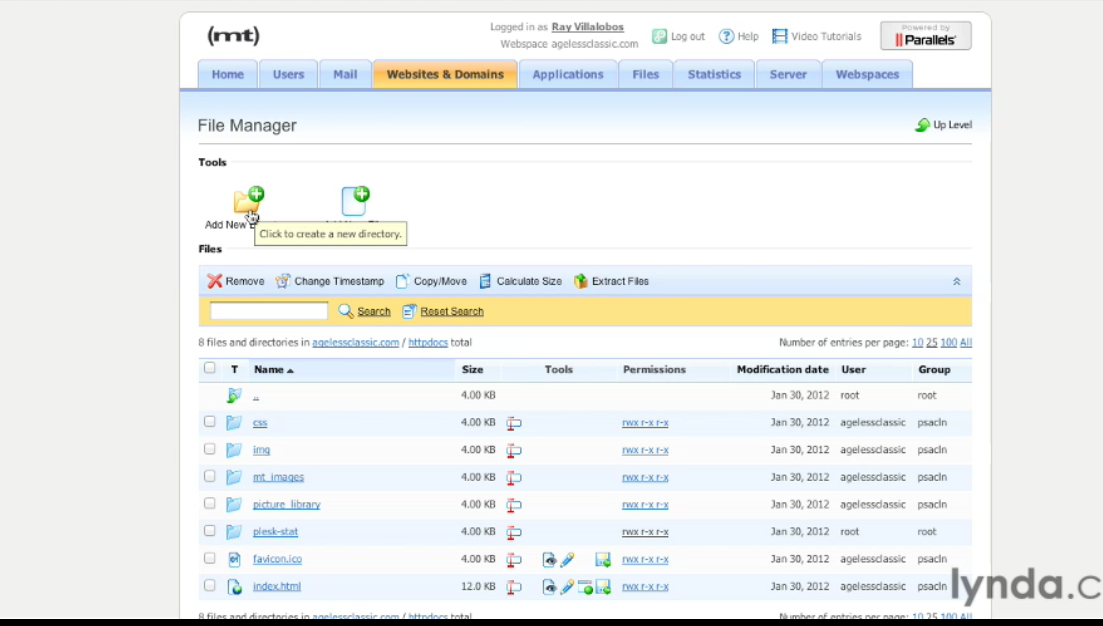 (mt)
Logged in as Ray Villalobos
Webspace agelessclassic.com
Log out
Help
Video Tutorials
Powered by
Parallels
Home Users Mail Websites & Domains Applications Files Statistics Server Webspaces
File Manager
Up Level
Tools
Add New
Click to create a new directory.
Files
Remove Change Timestamp Copy/Move Calculate Size Extract Files
Search Reset Search
8 files and directories in agelessclassic.com / httpdocs total
Number of entries per page: 10 25 100 All
T Name Size Tools Permissions Modification date User Group
.. 4.00 KB Jan 30, 2012 root root
css 4.00 KB rwx r-x r-x Jan 30, 2012 agelessclassic psacln
img 4.00 KB rwx r-x r-x Jan 30, 2012 agelessclassic psacln
mt_images 4.00 KB rwx r-x r-x Jan 30, 2012 agelessclassic psacln
picture_library 4.00 KB rwx r-x r-x Jan 30, 2012 agelessclassic psacln
plesk-stat 4.00 KB rwx r-x r-x Jan 30, 2012 root root
favicon.ico 4.00 KB rwx r-x r-x Jan 30, 2012 agelessclassic psacln
index.html 12.0 KB rwx r-x r-x Jan 30, 2012 agelessclassic psacln
lynda.c
8 files and directories in agelessclassic.com / httpdocs total
Number of entries per page: 10 25 100 All